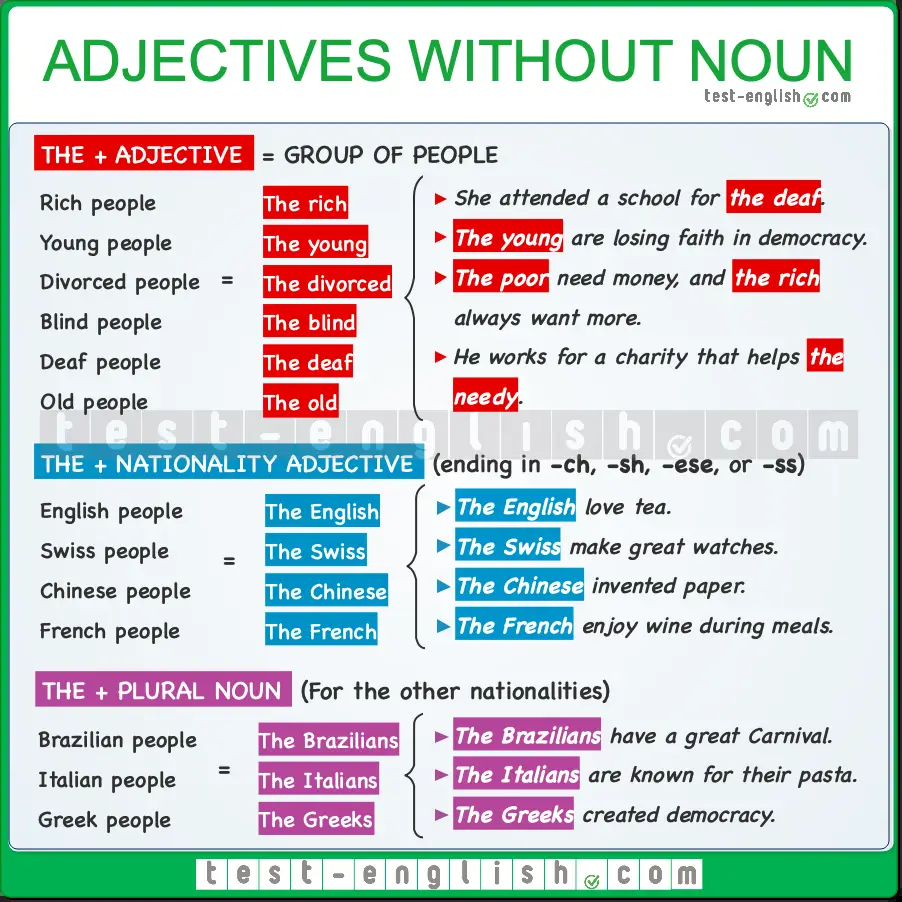 ADJECTIVES WITHOUT NOUN
test-english.com
THE + ADJECTIVE = GROUP OF PEOPLE
Rich people
Young people
Divorced people
Blind people
Deaf people
Old people
=
The rich
The young
The divorced
The blind
The deaf
The old
► She attended a school for the deaf.
► The young are losing faith in democracy.
► The poor need money, and the rich
always want more.
► He works for a charity that helps the
needy.
test-english.com
THE + NATIONALITY ADJECTIVE (ending in -ch, -sh, -ese, or -ss)
English people
Swiss people
Chinese people
French people
=
The English
The Swiss
The Chinese
The French
► The English love tea.
► The Swiss make great watches.
► The Chinese invented paper.
► The French enjoy wine during meals.
THE + PLURAL NOUN (For the other nationalities)
Brazilian people
Italian people
Greek people
=
The Brazilians
The Italians
The Greeks
► The Brazilians have a great Carnival.
► The Italians are known for their pasta.
► The Greeks created democracy.
test-english.com